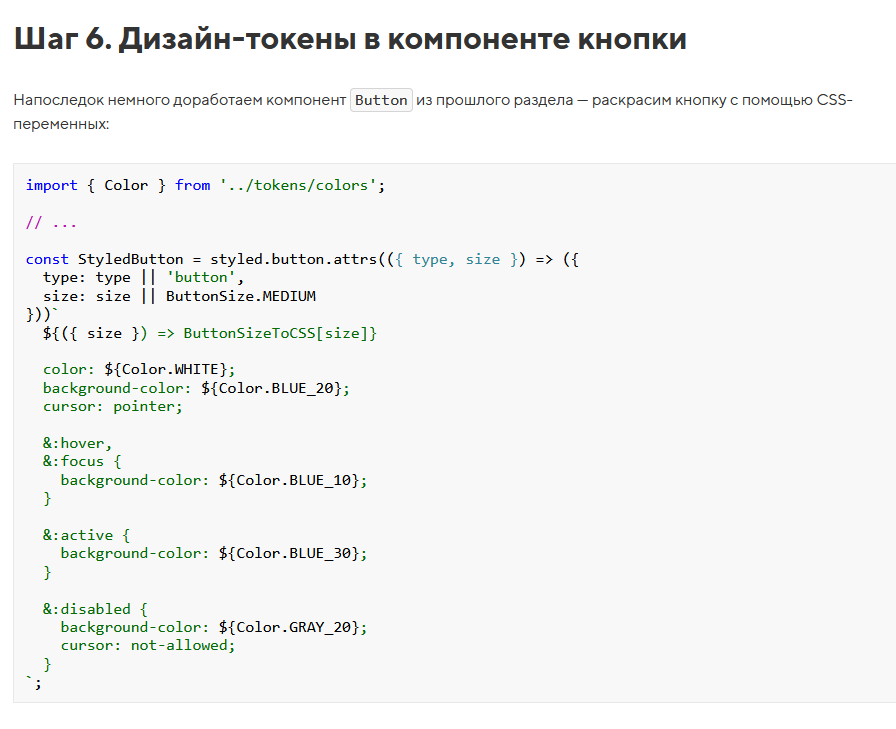 Шаг 6. Дизайн-токены в компоненте кнопки
Напоследок немного доработаем компонент Button из прошлого раздела — раскрасим кнопку с помощью CSS-
переменных:
import { Color } from '../tokens/colors';
// ...
const StyledButton = styled.button.attrs(({ type, size }) => ({
  type: type || 'button',
  size: size || ButtonSize.MEDIUM
}))`
  ${({ size }) => ButtonSizeToCSS[size]}
  color: ${Color.WHITE};
  background-color: ${Color.BLUE_20};
  cursor: pointer;
  &:hover,
  &:focus {
    background-color: ${Color.BLUE_10};
  }
  &:active {
    background-color: ${Color.BLUE_30};
  }
  &:disabled {
    background-color: ${Color.GRAY_20};
    cursor: not-allowed;
  }
`;